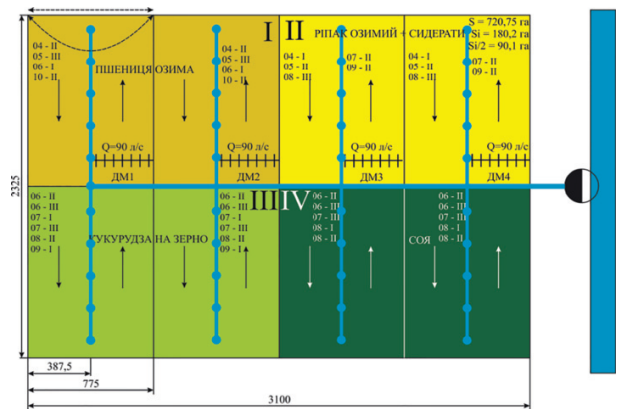 I
II
S = 720,75 га
РІПАК ОЗИМИЙ + СИДЕРАТИ
Si = 180,2 га
Si/2 = 90,1 га
04 - II
05 - III
06 - I
10 - II
04 - II
05 - III
06 - I
10 - II
04 - I
05 - II
08 - III
07 - II
09 - II
04 - I
05 - II
08 - III
07 - II
09 - II
ПШЕНИЦЯ ОЗИМА
Q=90 л/с
Q=90 л/с
Q=90 л/с
Q=90 л/с
ДМ1
ДМ2
ДМ3
ДМ4
2325
III
IV
06 - II
06 - III
07 - I
07 - III
08 - II
09 - I
06 - II
06 - III
07 - I
07 - III
08 - II
09 - I
06 - II
06 - III
07 - III
08 - I
08 - II
06 - II
06 - III
07 - III
08 - I
08 - II
КУКУРУДЗА НА ЗЕРНО
СОЯ
387,5
775
3100